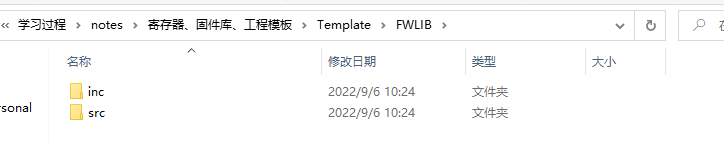 « 学习过程 › notes › 寄存器、固件库、工程模板 › Template › FWLIB ›
名称 修改日期 类型 大小
inc 2022/9/6 10:24 文件夹
src 2022/9/6 10:24 文件夹
rsonal